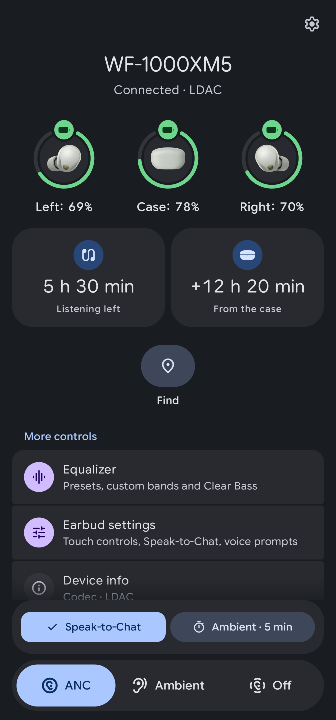 WF-1000XM5
Connected · LDAC
Left: 69%
Case: 78%
Right: 70%
5 h 30 min
Listening left
+12 h 20 min
From the case
Find
More controls
Equalizer
Presets, custom bands and Clear Bass
Earbud settings
Touch controls, Speak-to-Chat, voice prompts
Device info
Codec · LDAC
Speak-to-Chat
Ambient · 5 min
ANC
Ambient
Off